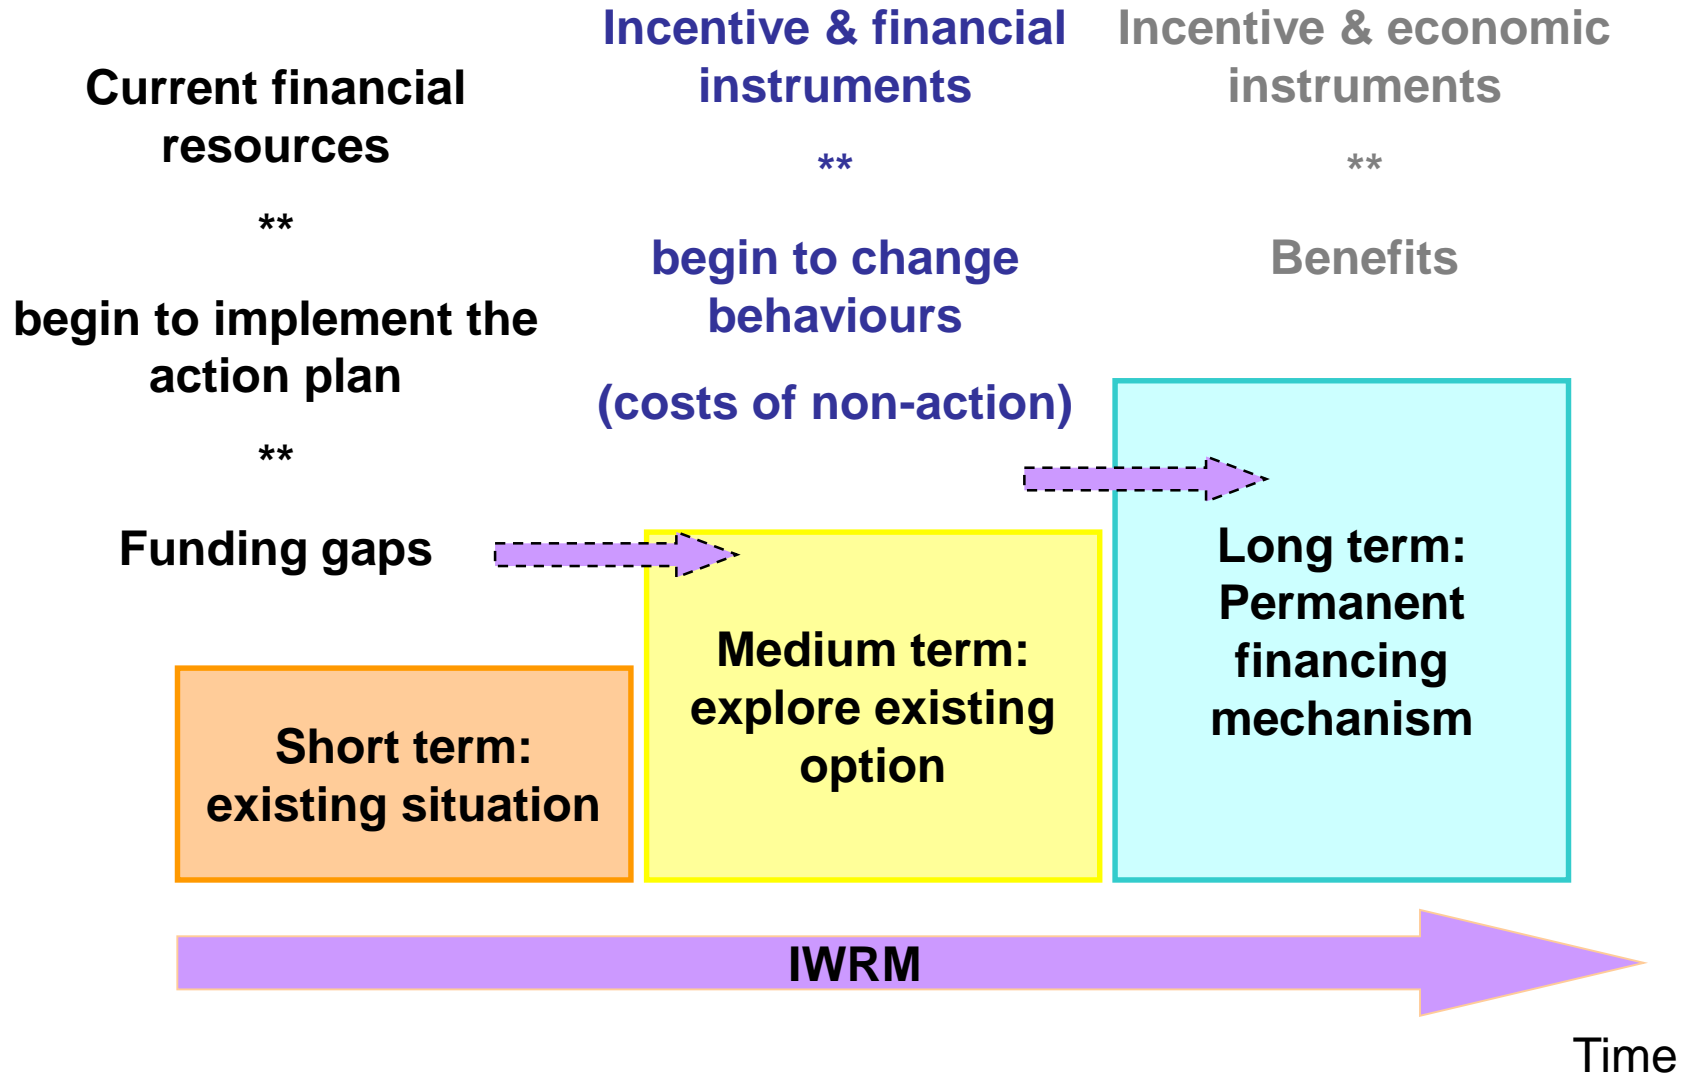 Current financial
resources
**
begin to implement the
action plan
**
Funding gaps
Short term:
existing situation
Incentive & financial
instruments
**
begin to change
behaviours
(costs of non-action)
Medium term:
explore existing
option
Incentive & economic
instruments
**
Benefits
Long term:
Permanent
financing
mechanism
IWRM
Time